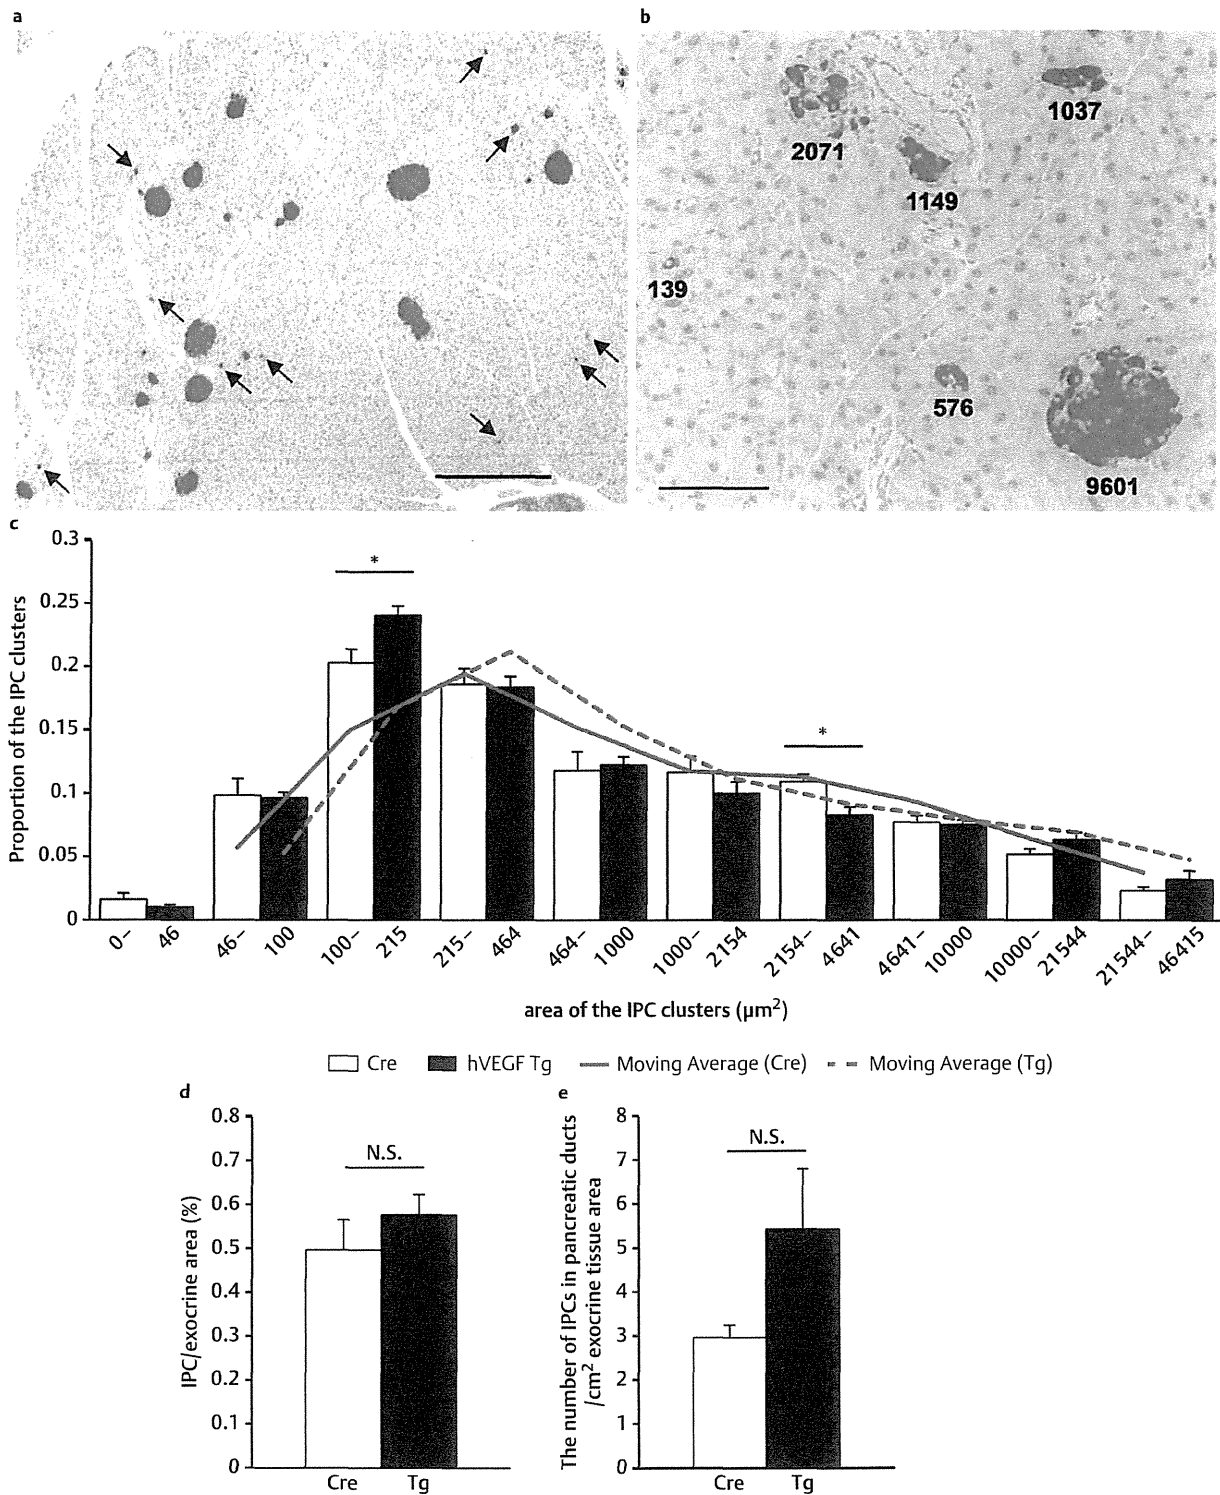 a
b
2071
1037
1149
139
576
9601
c
Proportion of the IPC clusters
0.3
0.25
0.2
0.15
0.1
0.05
0
*
*
0– 46
46– 100
100– 215
215– 464
464– 1000
1000– 2154
2154– 4641
4641– 10000
10000– 21544
21544– 46415
area of the IPC clusters (µm²)
Cre hVEGF Tg Moving Average (Cre) Moving Average (Tg)
d
IPC/exocrine area (%)
0.8
0.7
0.6
0.5
0.4
0.3
0.2
0.1
0
N.S.
Cre Tg
e
The number of IPCs in pancreatic ducts
/cm² exocrine tissue area
8
7
6
5
4
3
2
1
0
N.S.
Cre Tg